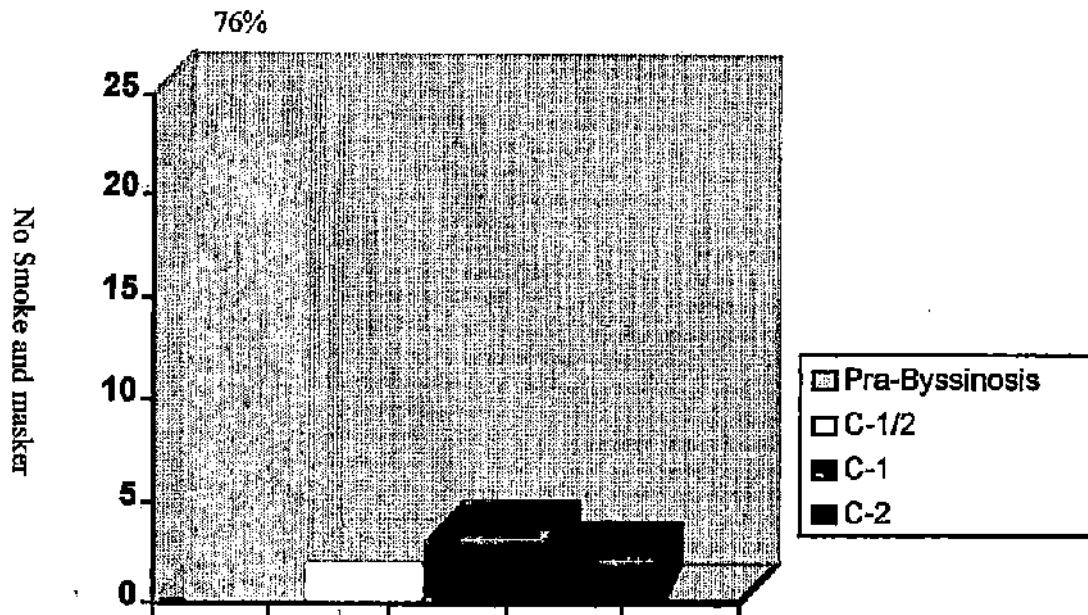 76%
25
20
15
10
5
0
No Smoke and masker
Pra-Byssinosis
C-1/2
C-1
C-2